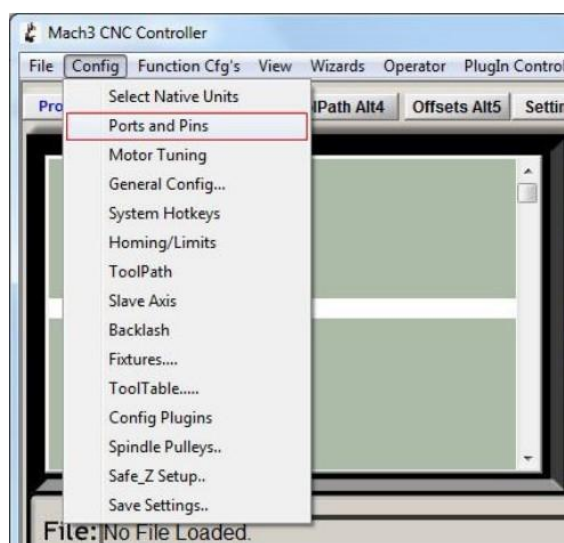 Mach3 CNC Controller
File Config Function Cfg's View Wizards Operator PlugIn Control
Select Native Units
Ports and Pins
Motor Tuning
General Config...
System Hotkeys
Homing/Limits
ToolPath
Slave Axis
Backlash
Fixtures....
ToolTable.....
Config Plugins
Spindle Pulleys..
Safe_Z Setup..
Save Settings..
Pro lPath Alt4 Offsets Alt5 Settin
File: No File Loaded.